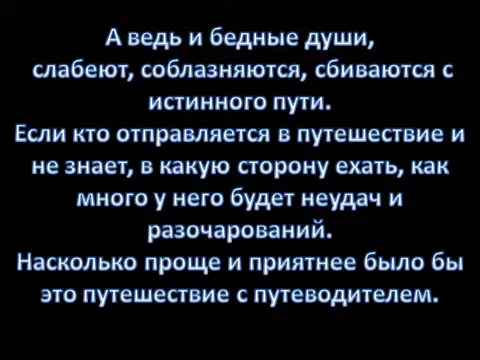 А ведь и бедные души,
слабеют, соблазняются, сбиваются с
истинного пути.
Если кто отправляется в путешествие и
не знает, в какую сторону ехать, как
много у него будет неудач и
разочарований.
Насколько проще и приятнее было бы
это путешествие с путеводителем.